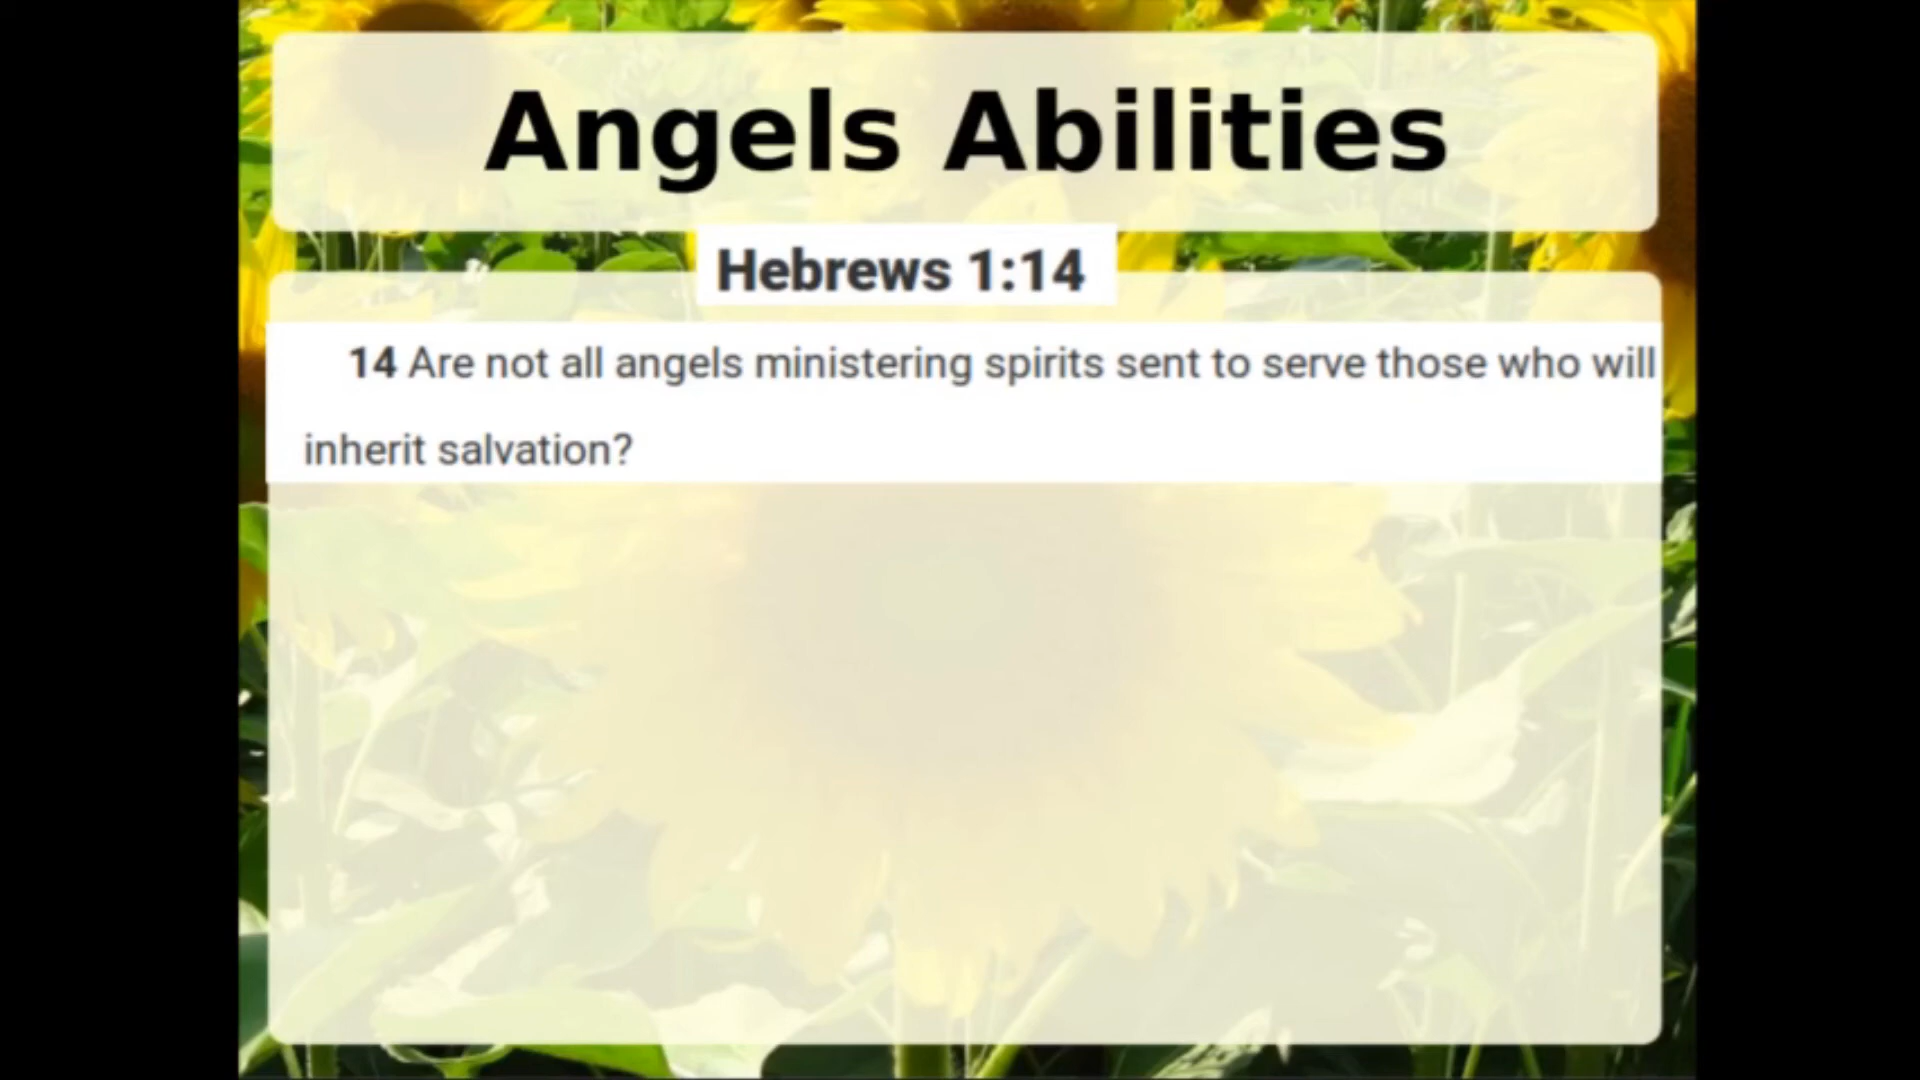 Angels Abilities
Hebrews 1:14
14 Are not all angels ministering spirits sent to serve those who will
inherit salvation?